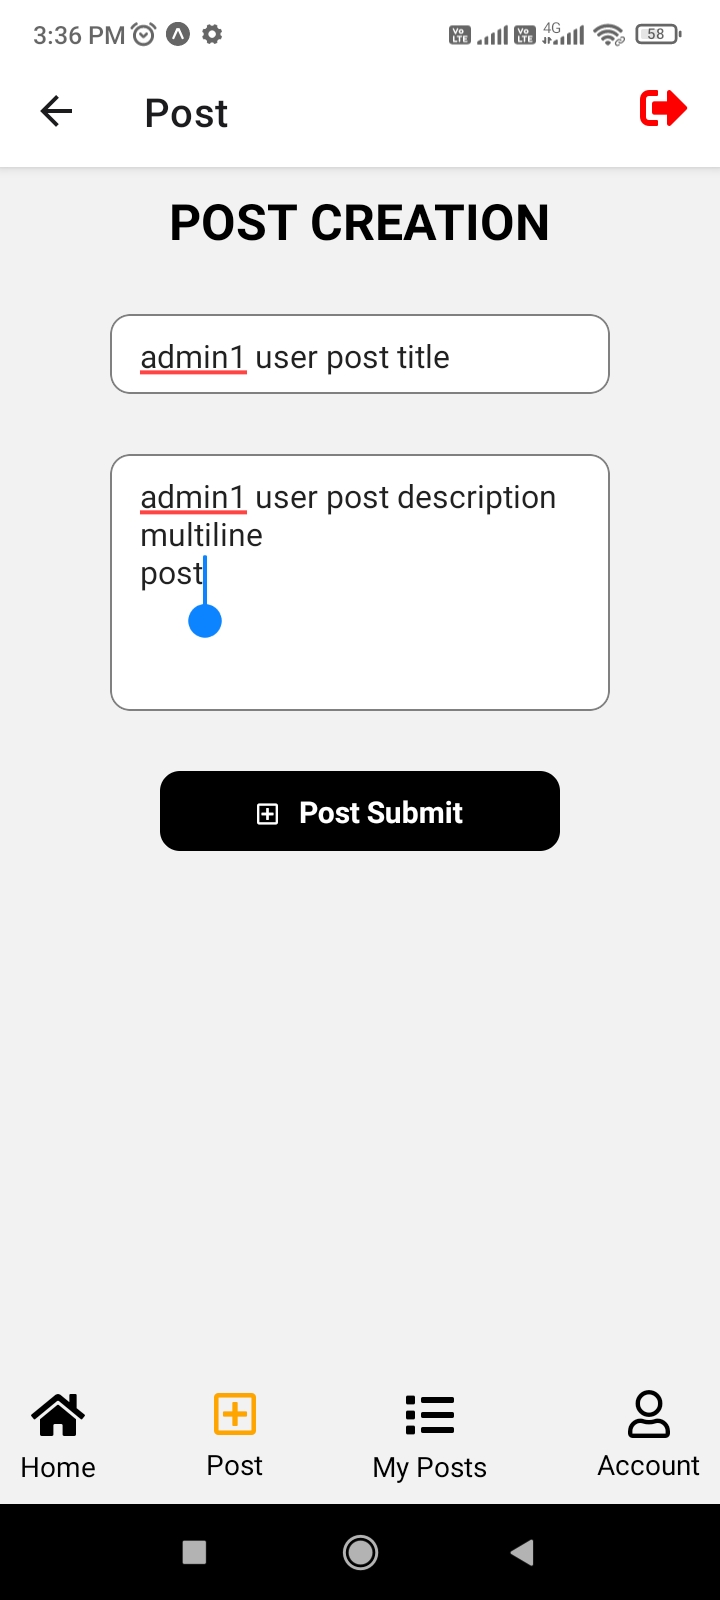 3:36 PM
Vo LTE Vo LTE 4G 58
Post
POST CREATION
admin1 user post title
admin1 user post description
multiline
post
Post Submit
Home Post My Posts Account